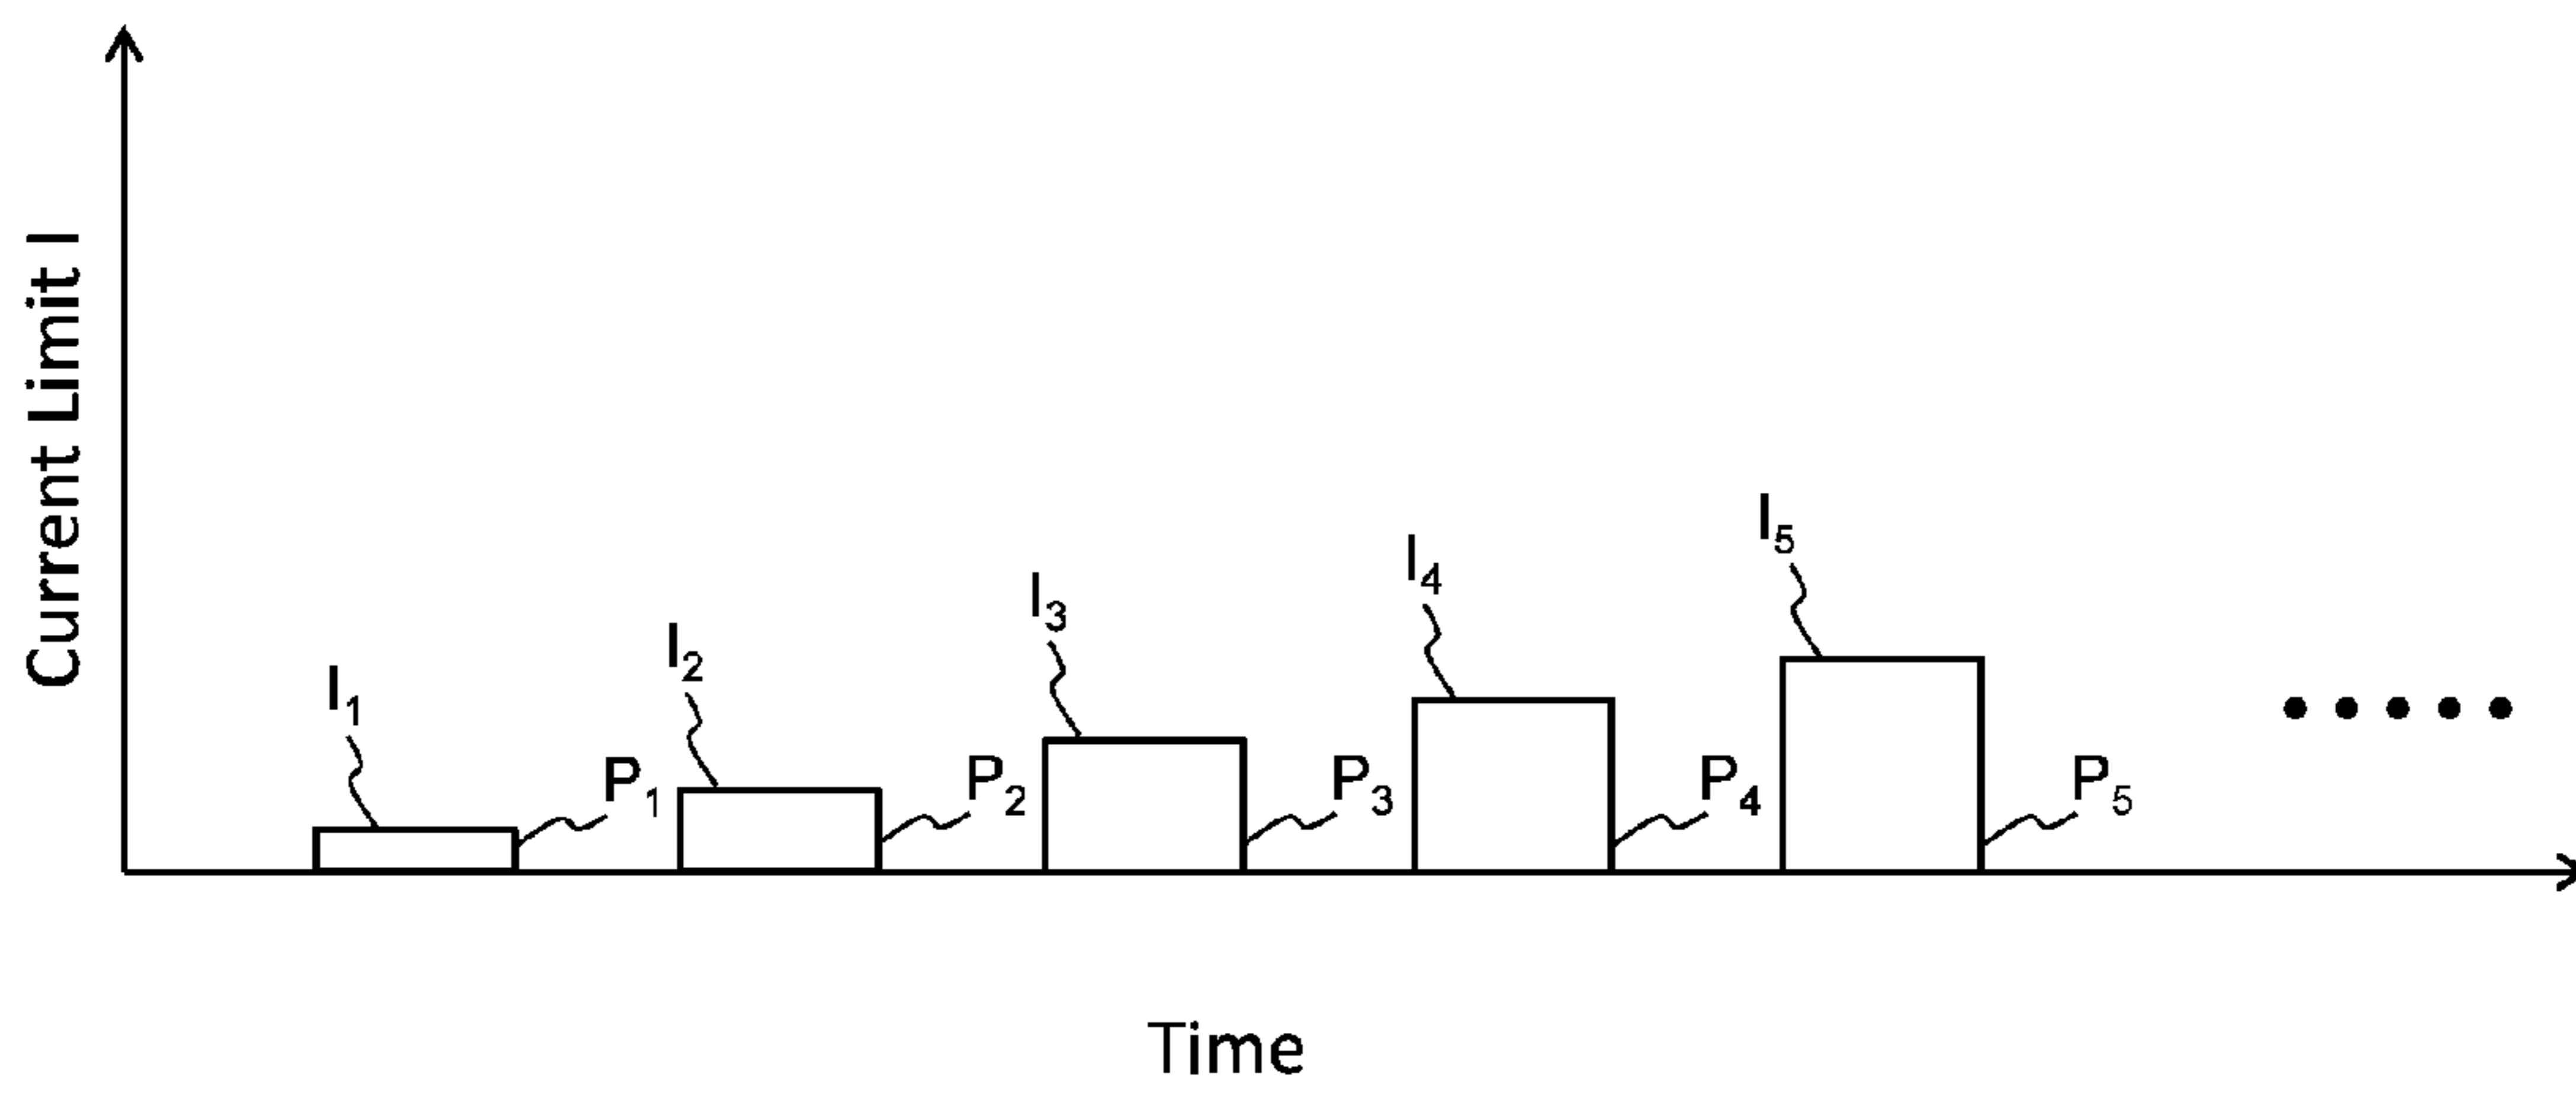 Current Limit I
I₁
P₁
I₂
P₂
I₃
P₃
I₄
P₄
I₅
P₅
Time